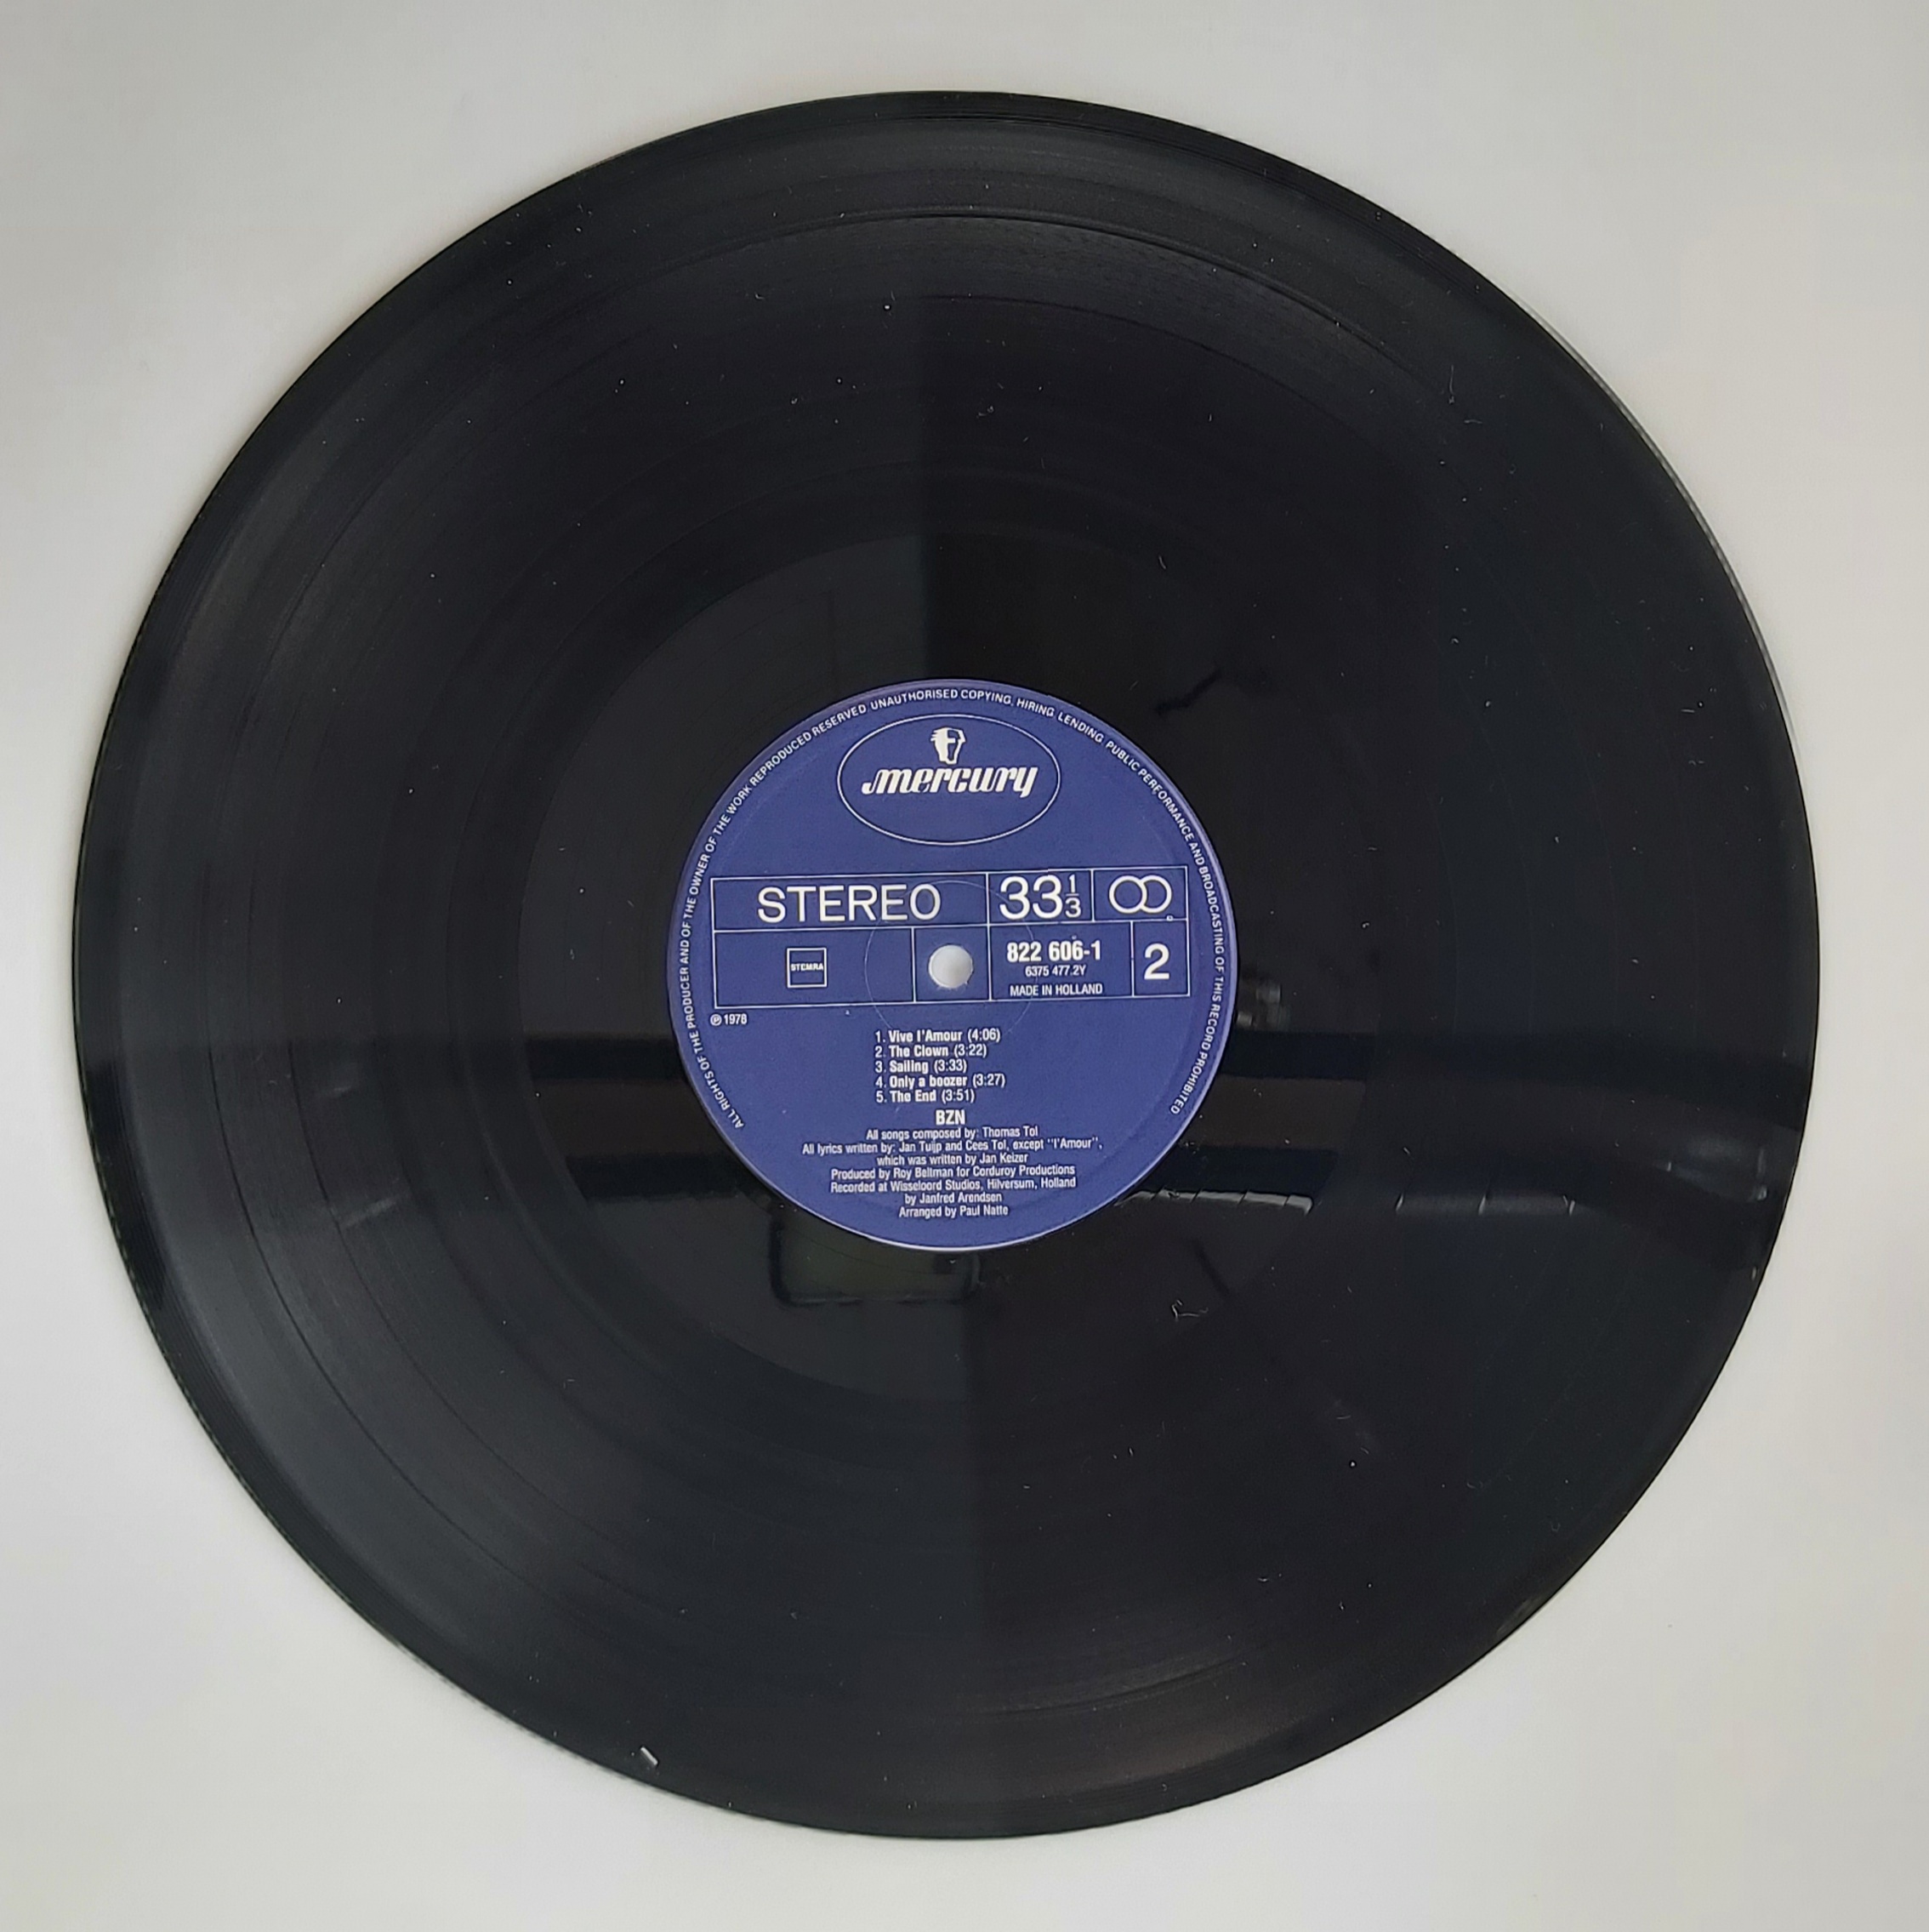 ALL RIGHTS OF THE PRODUCER AND OF THE OWNER OF THE WORK REPRODUCED RESERVED. UNAUTHORISED COPYING, HIRING, LENDING, PUBLIC PERFORMANCE AND BROADCASTING OF THIS RECORD PROHIBITED
mercury
STEREO 33 1/3
STEMRA 822 606-1 2
6375 477.2Y
MADE IN HOLLAND
℗ 1978
1. Vive l'Amour (4:06)
2. The Clown (3:22)
3. Sailing (3:33)
4. Only a boozer (3:27)
5. The End (3:51)
BZN
All songs composed by: Thomas Tol
All lyrics written by: Jan Tuijp and Cees Tol, except "l'Amour",
which was written by Jan Keizer
Produced by Roy Beltman for Corduroy Productions
Recorded at Wisseloord Studios, Hilversum, Holland
by Janfred Arendsen
Arranged by Paul Natte